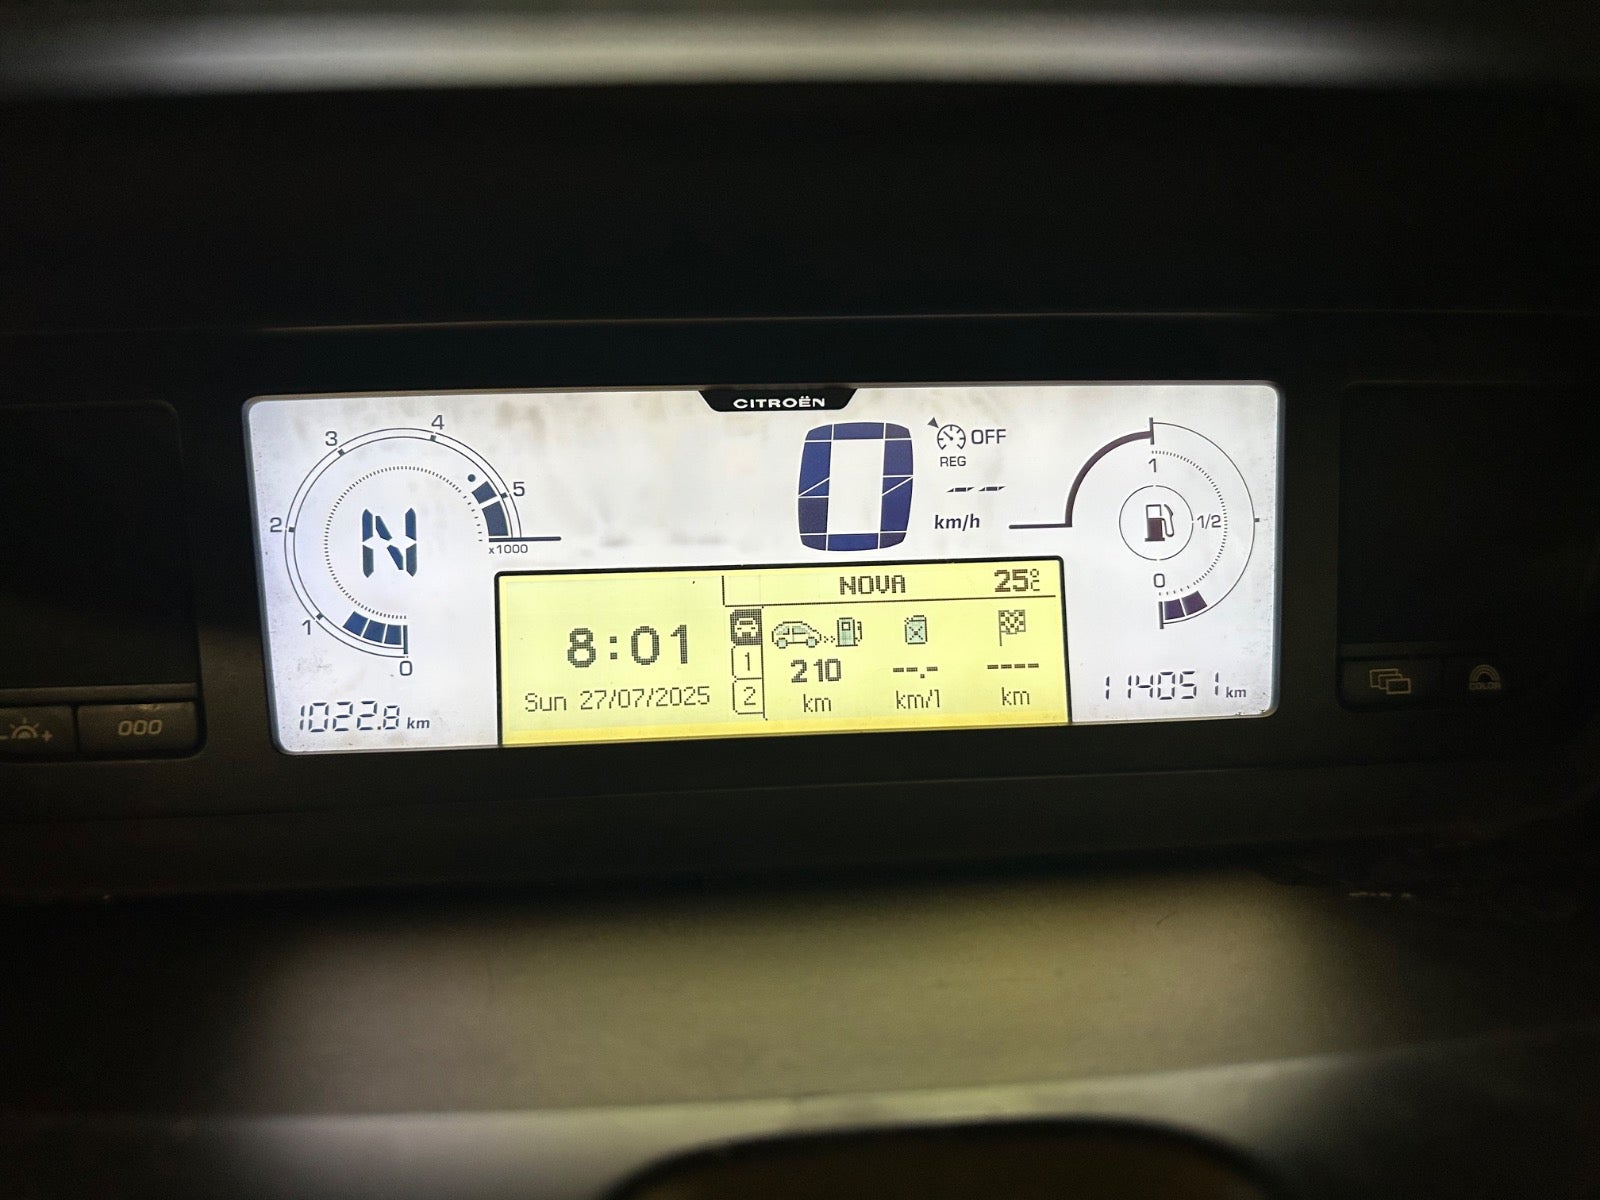 CITROËN
4
3
5
2
x1000
N
1
0
1022.8 km
0
OFF
REG
--
km/h
1
1/2
0
NOVA 25°C
8:01
Sun 27/07/2025
1
2
210
km
--.-
km/l
----
km
114051 km
000
COLOR